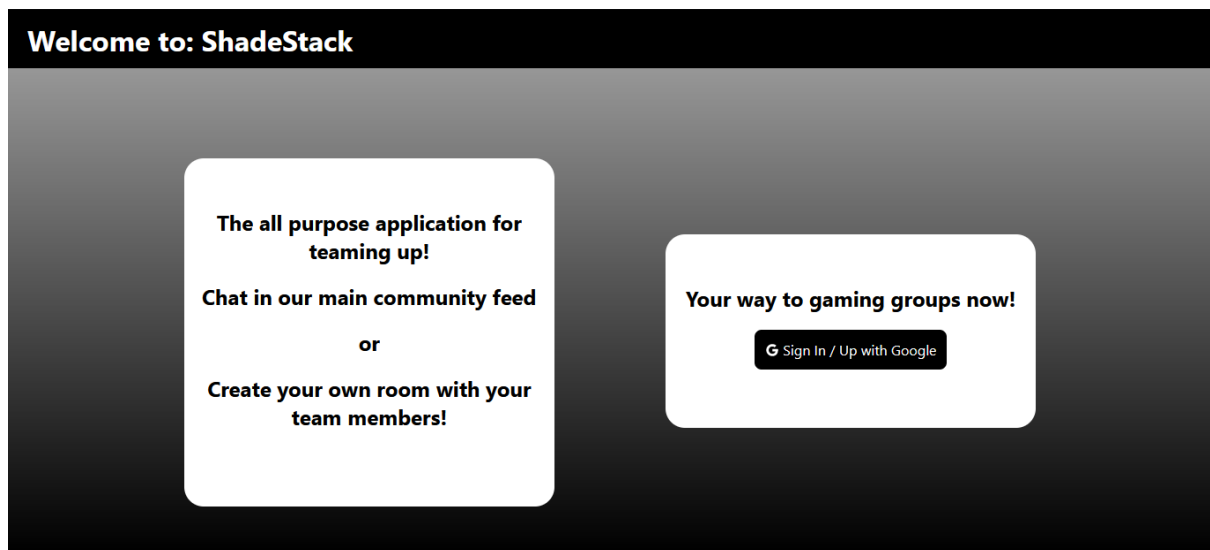 Welcome to: ShadeStack
The all purpose application for
teaming up!
Chat in our main community feed
or
Create your own room with your
team members!
Your way to gaming groups now!
G Sign In / Up with Google